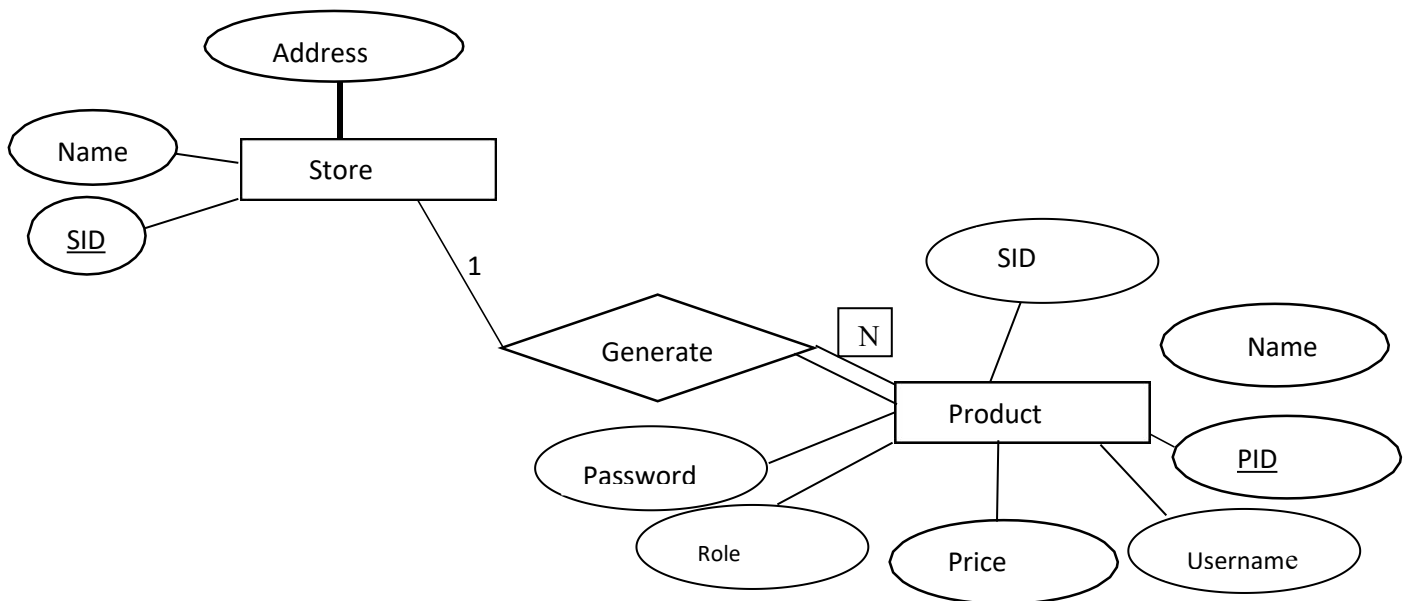 Address
Name
Store
SID
1
SID
Generate
N
Name
Product
Password
PID
Role
Price
Username